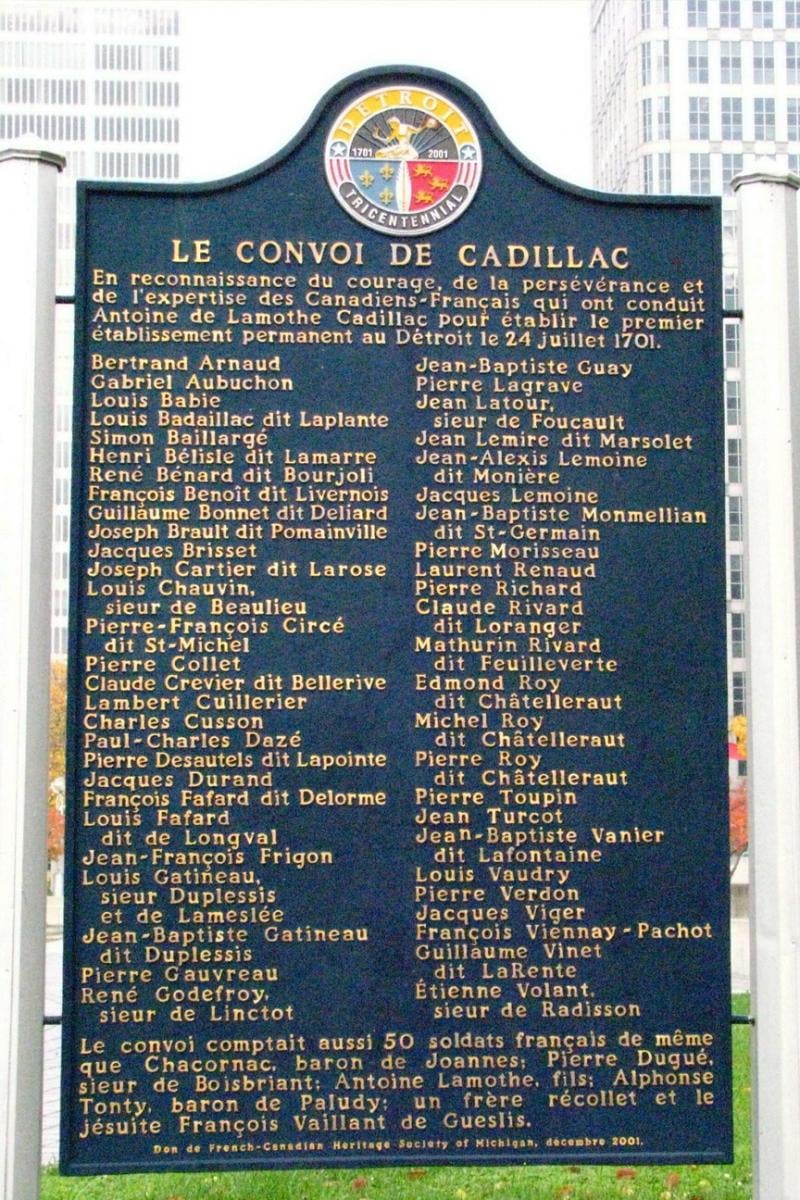 DETROIT
1701 2001
TRICENTENNIAL
LE CONVOI DE CADILLAC
En reconnaissance du courage, de la persévérance et
de l'expertise des Canadiens-Français qui ont conduit
Antoine de Lamothe Cadillac pour établir le premier
établissement permanent au Détroit le 24 juillet 1701.
Bertrand Arnaud
Gabriel Aubuchon
Louis Babie
Louis Badaillac dit Laplante
Simon Baillargé
Henri Bélisle dit Lamarre
René Bénard dit Bourjoli
François Benoît dit Livernois
Guillaume Bonnet dit Deliard
Joseph Brault dit Pomainville
Jacques Brisset
Joseph Cartier dit Larose
Louis Chauvin,
sieur de Beaulieu
Pierre-François Circé
dit St-Michel
Pierre Collet
Claude Crevier dit Bellerive
Lambert Cuillerier
Charles Cusson
Paul-Charles Dazé
Pierre Desautels dit Lapointe
Jacques Durand
François Fafard dit Delorme
Louis Fafard
dit de Longval
Jean-François Frigon
Louis Gatineau,
sieur Duplessis
et de Lameslée
Jean-Baptiste Gatineau
dit Duplessis
Pierre Gauvreau
René Godefroy,
sieur de Linctot
Jean-Baptiste Guay
Pierre Lagrave
Jean Latour,
sieur de Foucault
Jean Lemire dit Marsolet
Jean-Alexis Lemoine
dit Monière
Jacques Lemoine
Jean-Baptiste Monmellian
dit St-Germain
Pierre Morisseau
Laurent Renaud
Pierre Richard
Claude Rivard
dit Loranger
Mathurin Rivard
dit Feuilleverte
Edmond Roy
dit Châtelleraut
Michel Roy
dit Châtelleraut
Pierre Roy
dit Châtelleraut
Pierre Toupin
Jean Turcot
Jean-Baptiste Vanier
dit Lafontaine
Louis Vaudry
Pierre Verdon
Jacques Viger
François Viennay-Pachot
Guillaume Vinet
dit LaRente
Étienne Volant,
sieur de Radisson
Le convoi comptait aussi 50 soldats français de même
que Chacornac, baron de Joannes; Pierre Dugué,
sieur de Boisbriant; Antoine Lamothe, fils; Alphonse
Tonty, baron de Paludy; un frère récollet et le
jésuite François Vaillant de Gueslis.
Don de French-Canadian Heritage Society of Michigan, décembre 2001.